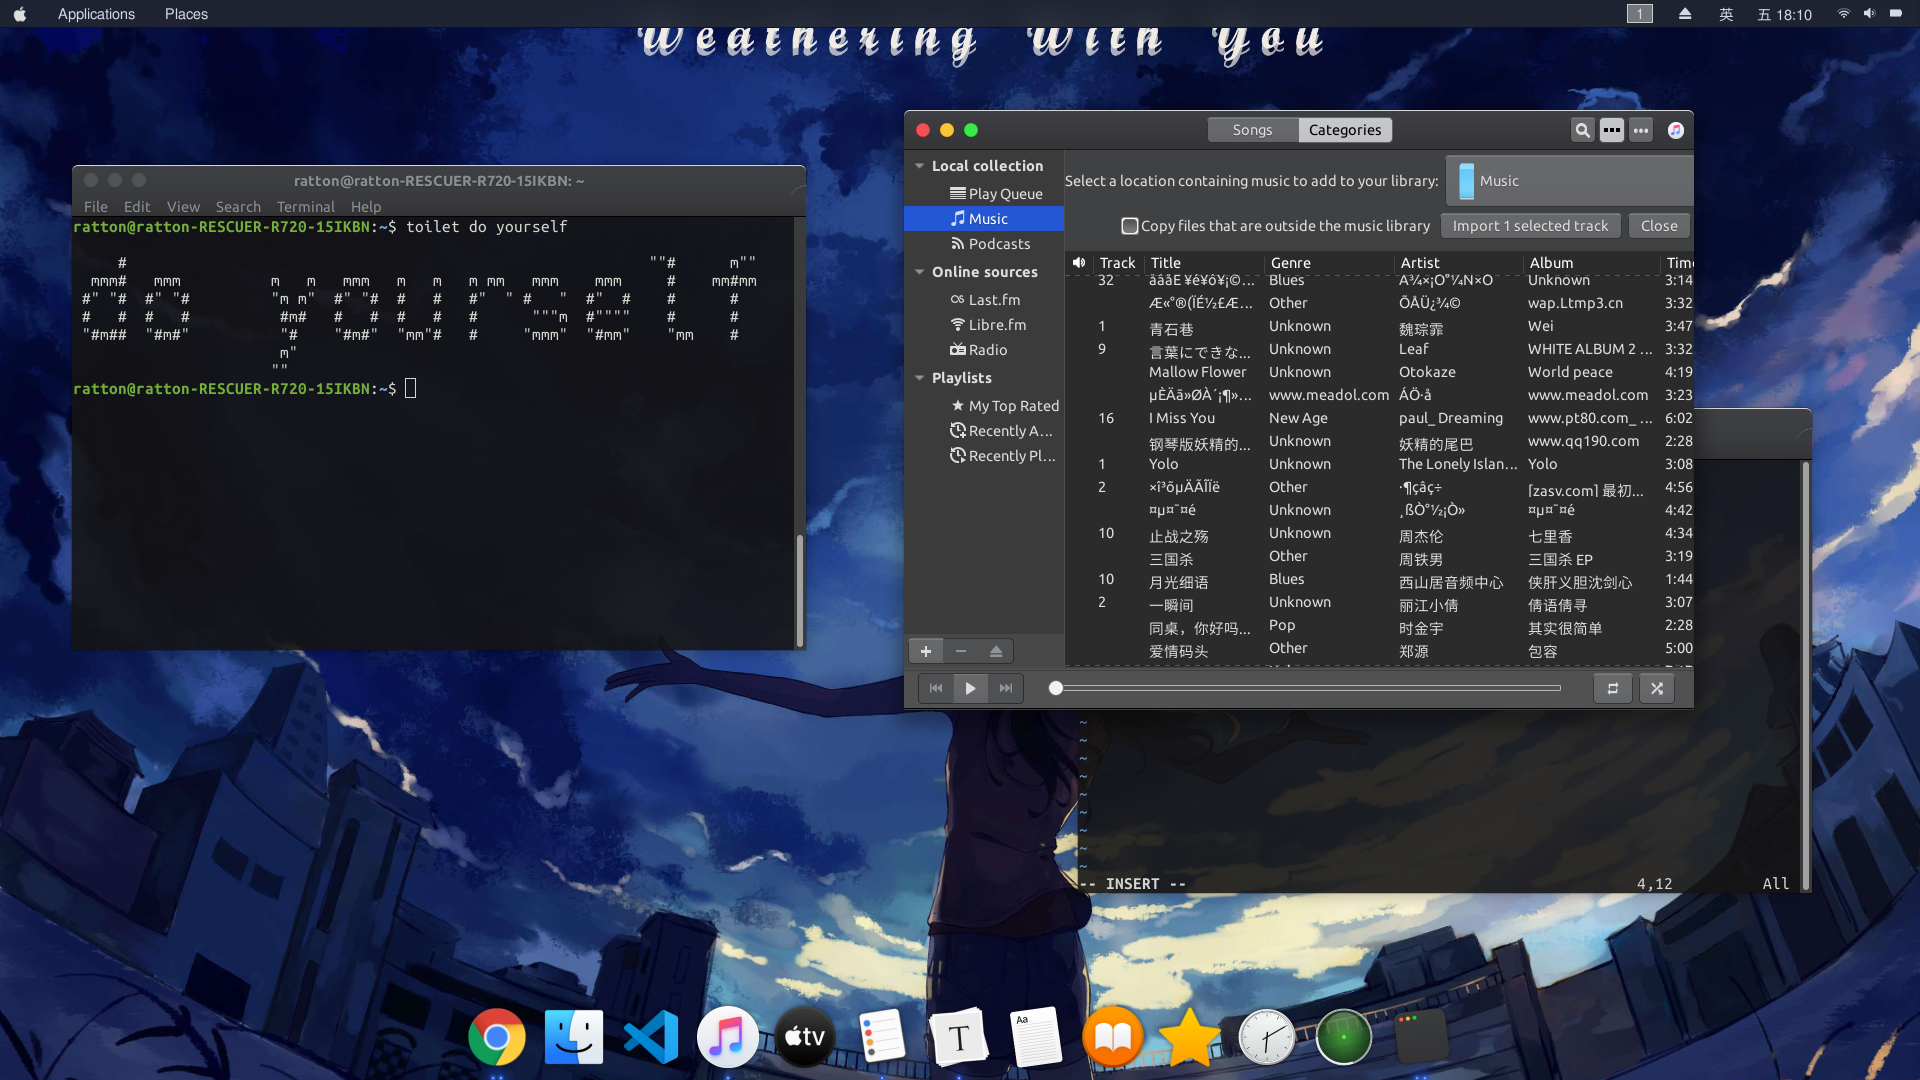 Applications Places 1 英 五 18:10
Weathering With You
ratton@ratton-RESCUER-R720-15IKBN: ~
File Edit View Search Terminal Help
ratton@ratton-RESCUER-R720-15IKBN:~$ toilet do yourself
do yourself
ratton@ratton-RESCUER-R720-15IKBN:~$
Songs Categories
Local collection
Play Queue
Music
Podcasts
Online sources
Last.fm
Libre.fm
Radio
Playlists
My Top Rated
Recently A...
Recently Pl...
Select a location containing music to add to your library: Music
Copy files that are outside the music library Import 1 selected track Close
Track Title Genre Artist Album Tim
32 Blues Unknown 3:14
Other wap.Ltmp3.cn 3:32
1 青石巷 Unknown 魏琮霏 Wei 3:47
9 言葉にできな... Unknown Leaf WHITE ALBUM 2 ... 3:32
Mallow Flower Unknown Otokaze World peace 4:19
µÈÄã»ØÀ´¡¶»... www.meadol.com ÁÖ·å www.meadol.com 3:23
16 I Miss You New Age paul_ Dreaming www.pt80.com_ ... 6:02
钢琴版妖精的... Unknown 妖精的尾巴 www.qq190.com 2:28
1 Yolo Unknown The Lonely Islan... Yolo 3:08
2 ×î³õµÄÃÎÏë Other ·¶çâç÷ [zasv.com] 最初... 4:56
¤µ¤¯¤é Unknown ¸ßÒ°½¡Ò» ¤µ¤¯¤é 4:42
10 止战之殇 Unknown 周杰伦 七里香 4:34
三国杀 Other 周铁男 三国杀 EP 3:19
10 月光细语 Blues 西山居音频中心 侠肝义胆沈剑心 1:44
2 一瞬间 Unknown 丽江小倩 倩语倩寻 3:07
同桌，你好吗... Pop 时金宇 其实很简单 2:28
爱情码头 Other 郑源 包容 5:00
~
~
~
~
~
~
~
~
~
-- INSERT -- 4,12 All
tv
T
Aa